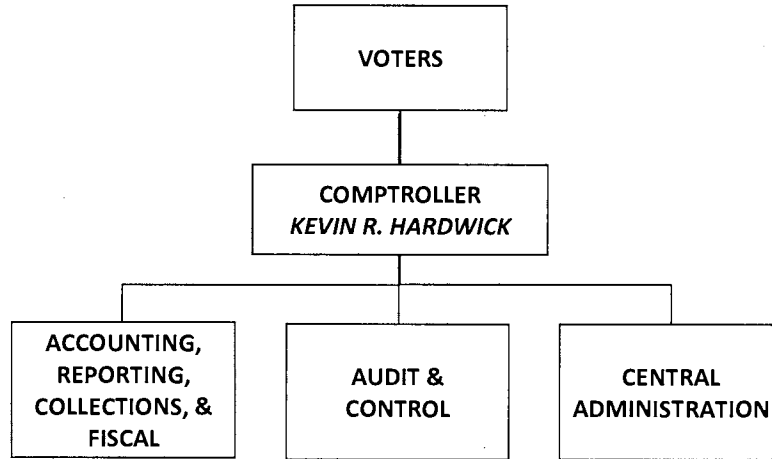 VOTERS
COMPTROLLER
KEVIN R. HARDWICK
ACCOUNTING,
REPORTING,
COLLECTIONS, &
FISCAL
AUDIT &
CONTROL
CENTRAL
ADMINISTRATION